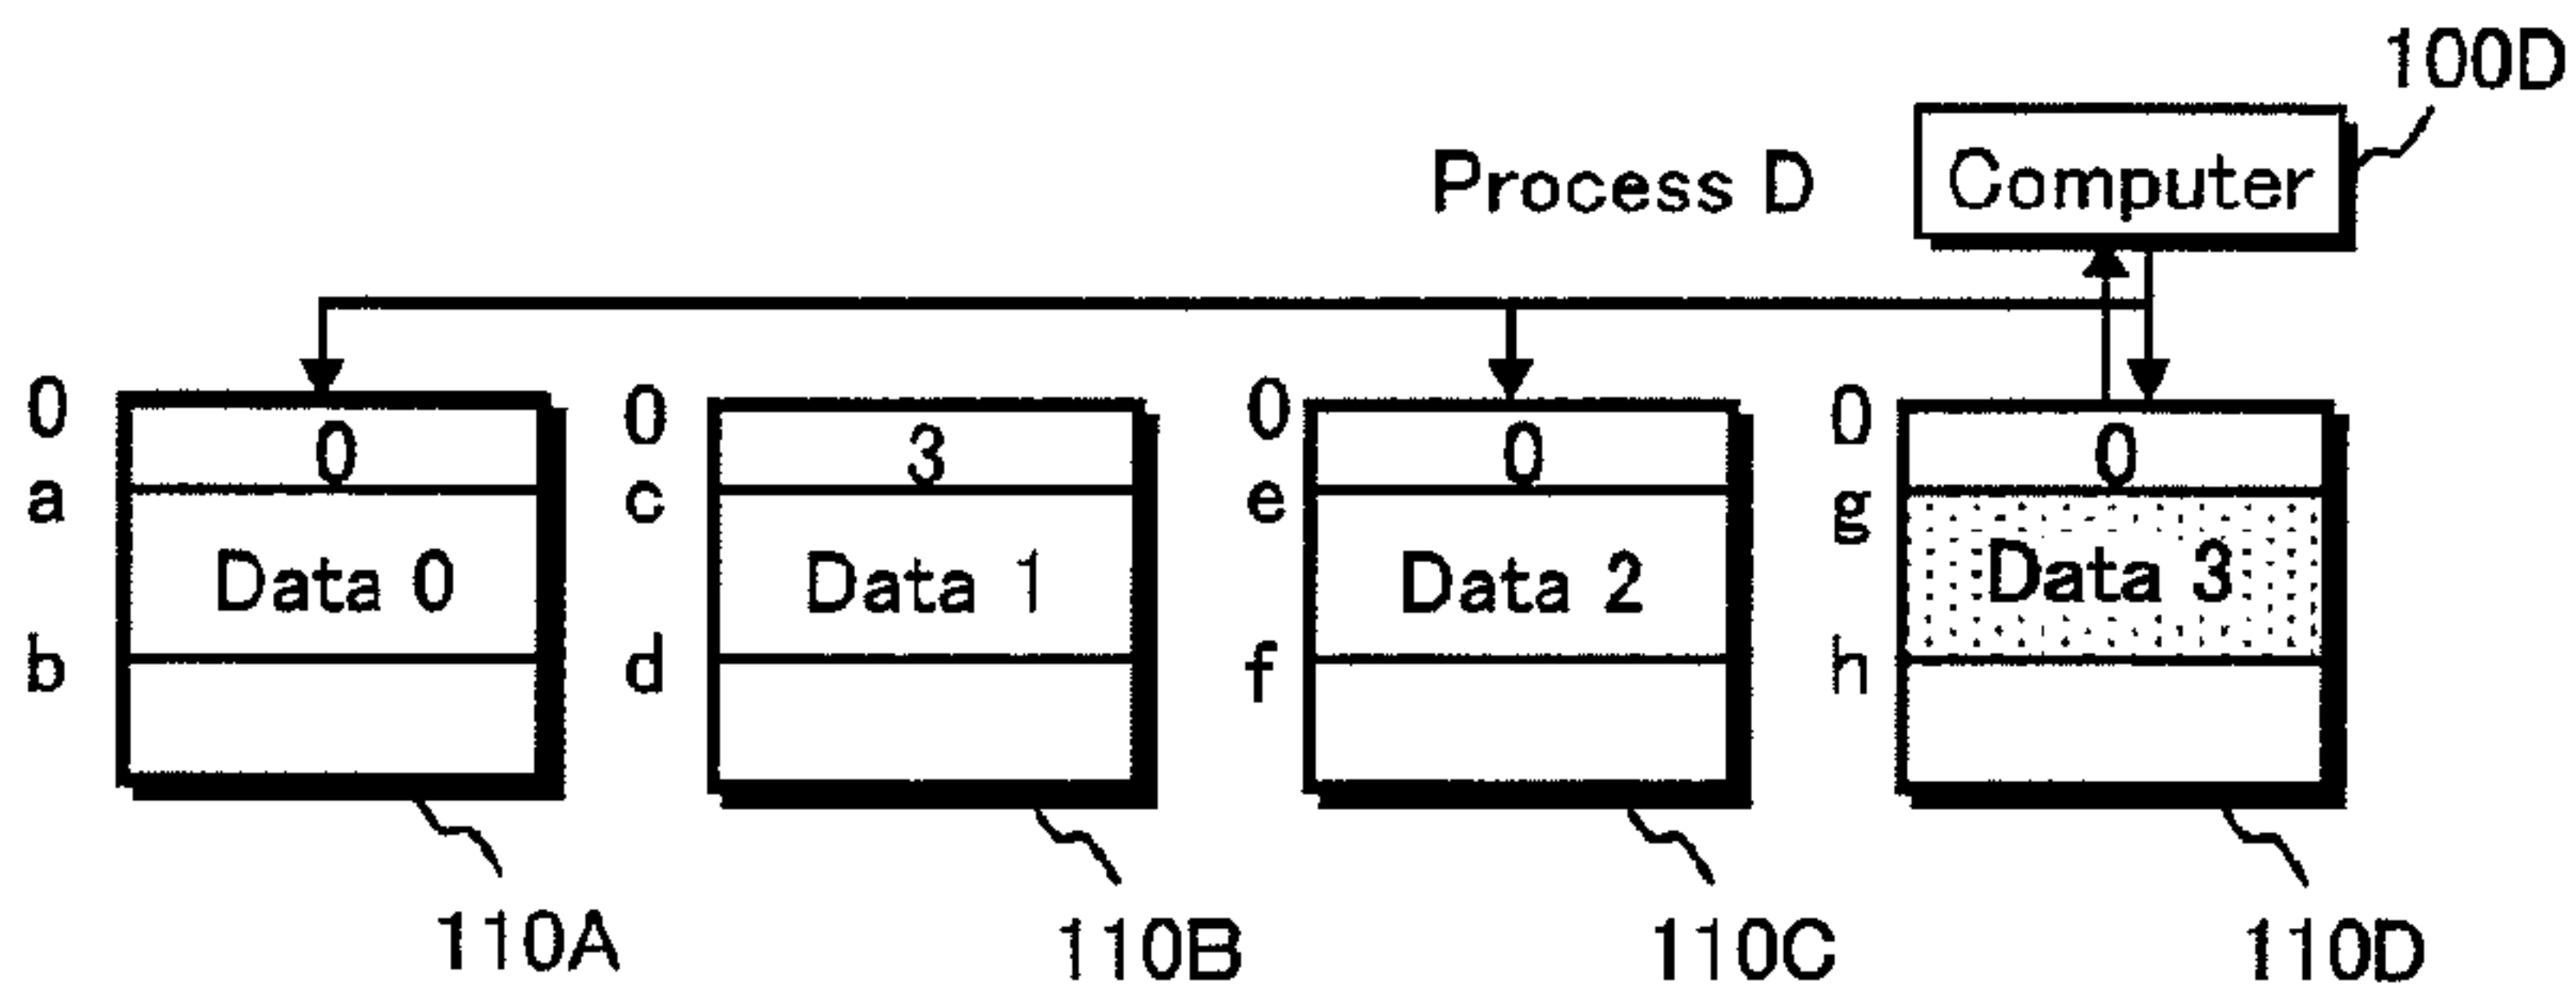 100D
Process D Computer
0 0 0 0
0 3 0 0
a c e g
Data 0 Data 1 Data 2 Data 3
b d f h
110A 110B 110C 110D